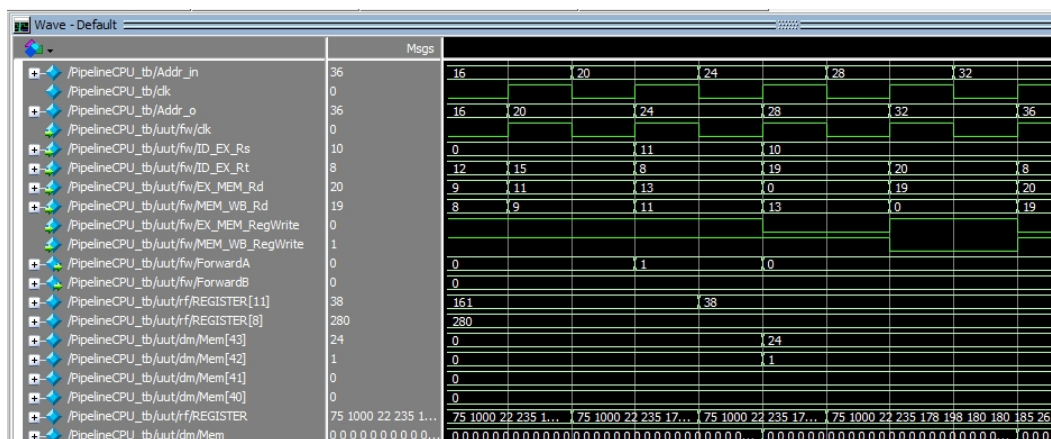 Wave - Default
Msgs
/PipelineCPU_tb/Addr_in 36 16 20 24 28 32
/PipelineCPU_tb/clk 0
/PipelineCPU_tb/Addr_o 36 16 20 24 28 32 36
/PipelineCPU_tb/uut/fw/clk 0
/PipelineCPU_tb/uut/fw/ID_EX_Rs 10 0 11 10
/PipelineCPU_tb/uut/fw/ID_EX_Rt 8 12 15 8 19 20 8
/PipelineCPU_tb/uut/fw/EX_MEM_Rd 20 9 11 13 0 19 20
/PipelineCPU_tb/uut/fw/MEM_WB_Rd 19 8 9 11 13 0 19
/PipelineCPU_tb/uut/fw/EX_MEM_RegWrite 0
/PipelineCPU_tb/uut/fw/MEM_WB_RegWrite 1
/PipelineCPU_tb/uut/fw/ForwardA 0 0 1 0
/PipelineCPU_tb/uut/fw/ForwardB 0 0
/PipelineCPU_tb/uut/rf/REGISTER[11] 38 161 38
/PipelineCPU_tb/uut/rf/REGISTER[8] 280 280
/PipelineCPU_tb/uut/dm/Mem[43] 24 0 24
/PipelineCPU_tb/uut/dm/Mem[42] 1 0 1
/PipelineCPU_tb/uut/dm/Mem[41] 0 0
/PipelineCPU_tb/uut/dm/Mem[40] 0 0
/PipelineCPU_tb/uut/rf/REGISTER 75 1000 22 235 1... 75 1000 22 235 1... 75 1000 22 235 17... 75 1000 22 235 17... 75 1000 22 235 178 198 180 180 185 26
/PipelineCPU_tb/uut/dm/Mem